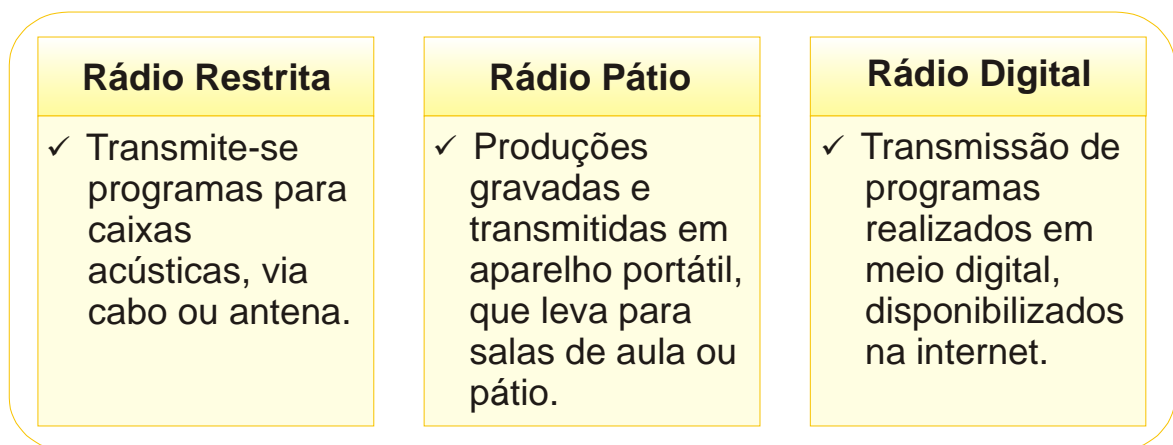 Rádio Restrita
✓ Transmite-se
programas para
caixas
acústicas, via
cabo ou antena.
Rádio Pátio
✓ Produções
gravadas e
transmitidas em
aparelho portátil,
que leva para
salas de aula ou
pátio.
Rádio Digital
✓ Transmissão de
programas
realizados em
meio digital,
disponibilizados
na internet.